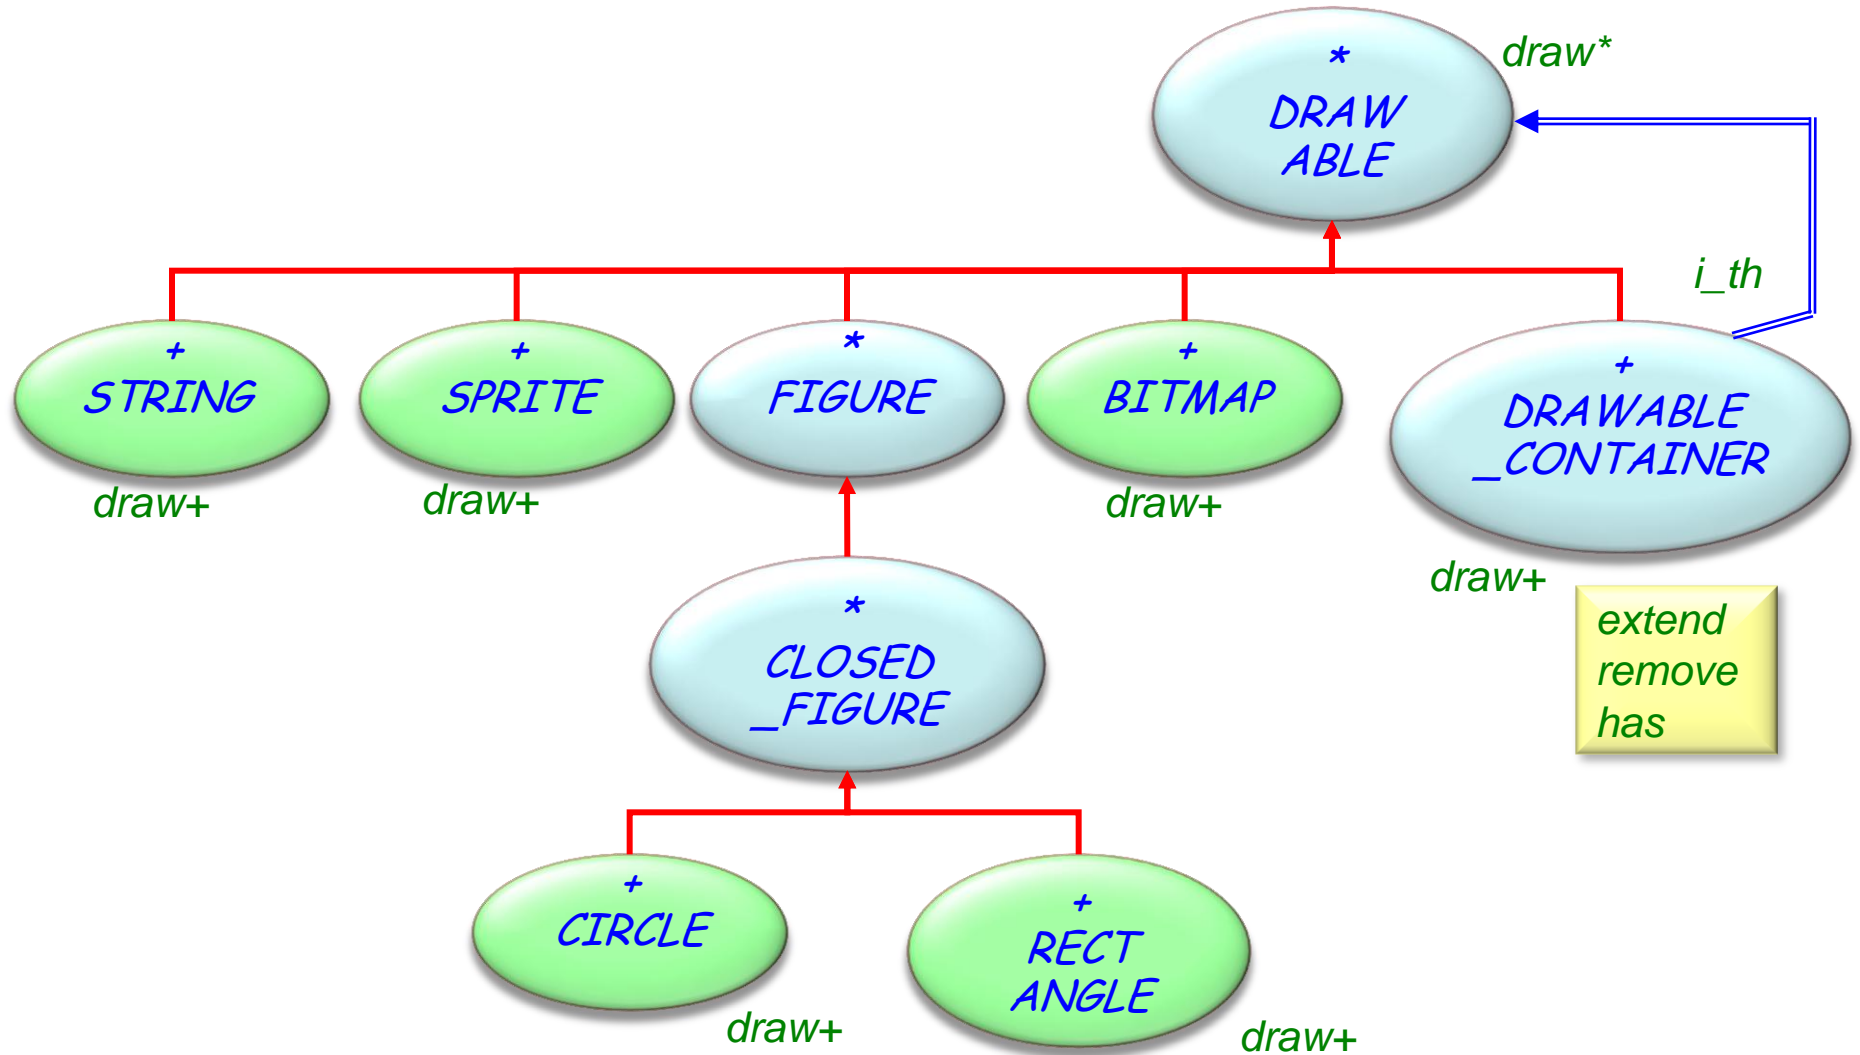 *
DRAW
ABLE
draw*
i_th
+
STRING
draw+
+
SPRITE
draw+
*
FIGURE
+
BITMAP
draw+
+
DRAWABLE
_CONTAINER
draw+
extend
remove
has
*
CLOSED
_FIGURE
+
CIRCLE
draw+
+
RECT
ANGLE
draw+